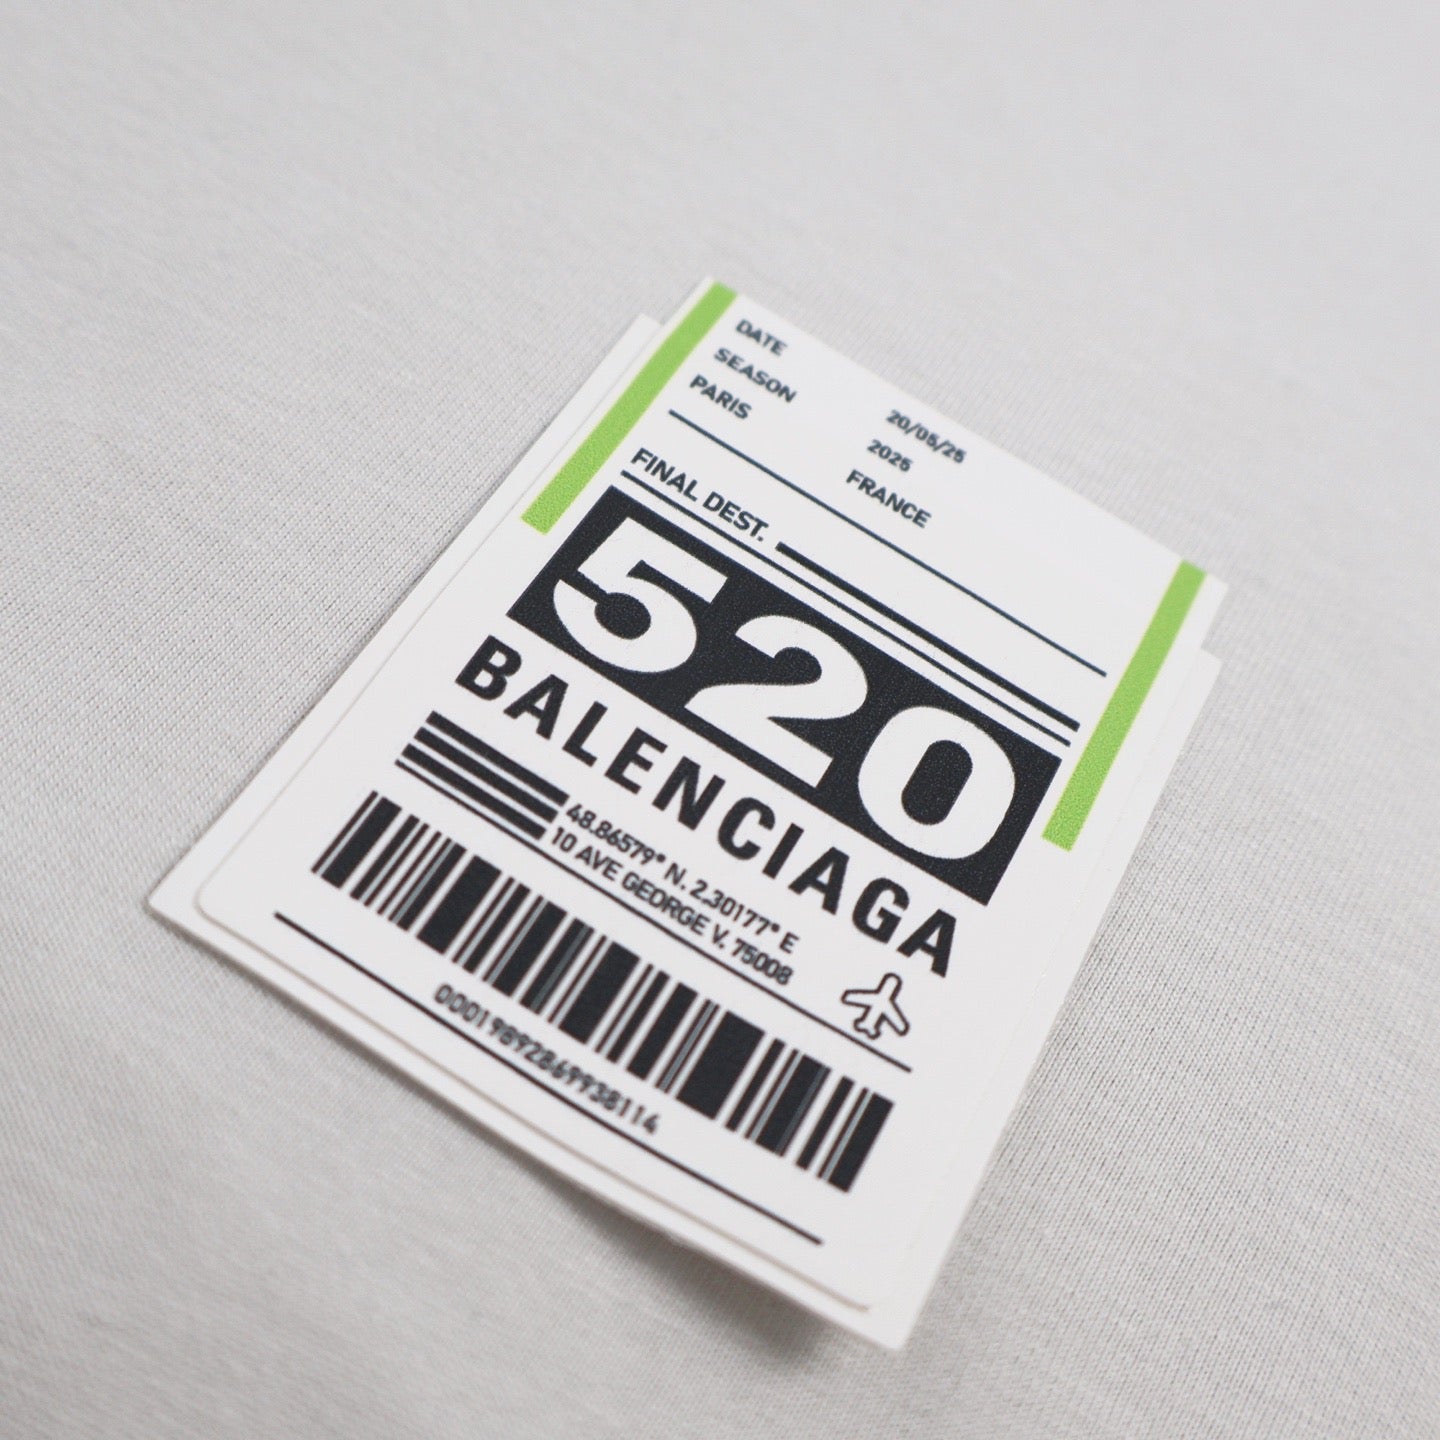 DATE 20/05/25
SEASON 2025
PARIS FRANCE
FINAL DEST.
520
BALENCIAGA
48.86579° N. 2.30177° E
10 AVE GEORGE V. 75008
00019892869938114